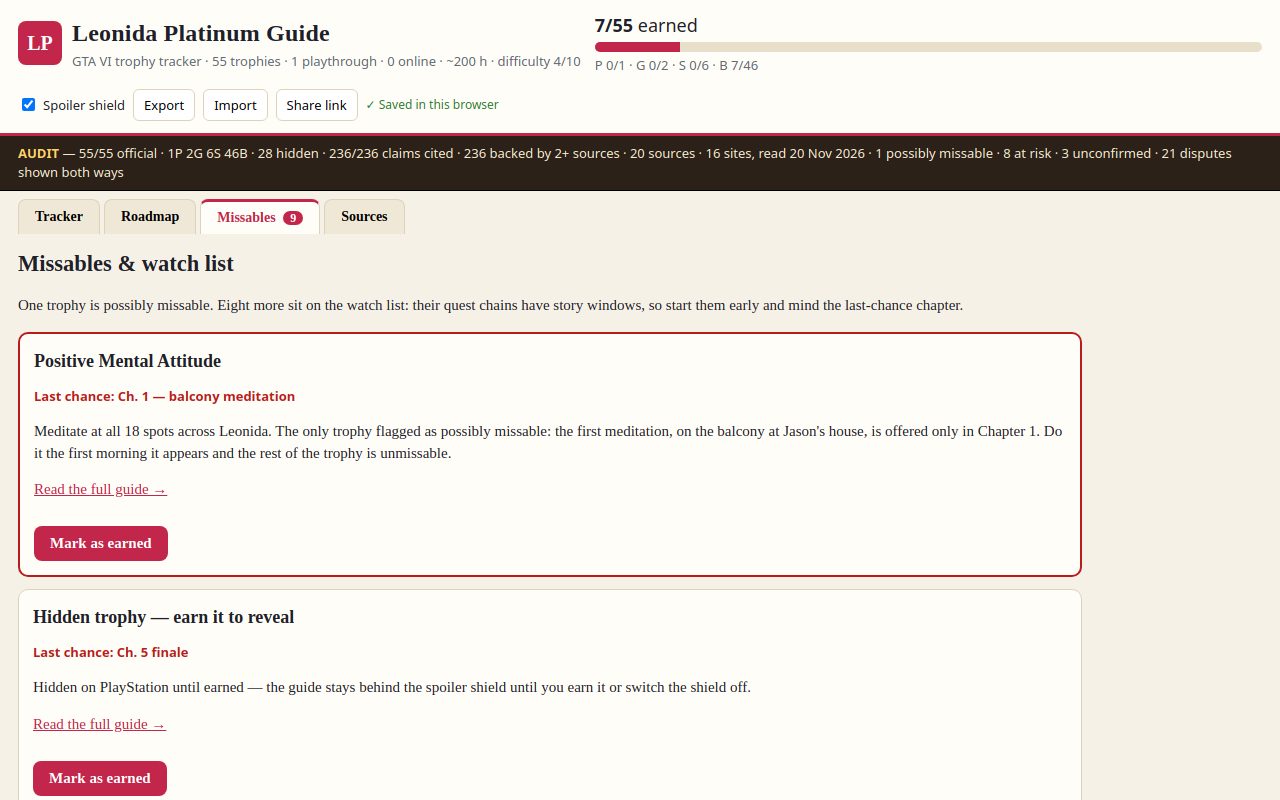 LP
Leonida Platinum Guide
GTA VI trophy tracker · 55 trophies · 1 playthrough · 0 online · ~200 h · difficulty 4/10
7/55 earned
P 0/1 · G 0/2 · S 0/6 · B 7/46
Spoiler shield
Export
Import
Share link
✓ Saved in this browser
AUDIT — 55/55 official · 1P 2G 6S 46B · 28 hidden · 236/236 claims cited · 236 backed by 2+ sources · 20 sources · 16 sites, read 20 Nov 2026 · 1 possibly missable · 8 at risk · 3 unconfirmed · 21 disputes
shown both ways
Tracker
Roadmap
Missables 9
Sources
Missables & watch list
One trophy is possibly missable. Eight more sit on the watch list: their quest chains have story windows, so start them early and mind the last-chance chapter.
Positive Mental Attitude
Last chance: Ch. 1 — balcony meditation
Meditate at all 18 spots across Leonida. The only trophy flagged as possibly missable: the first meditation, on the balcony at Jason's house, is offered only in Chapter 1. Do
it the first morning it appears and the rest of the trophy is unmissable.
Read the full guide →
Mark as earned
Hidden trophy — earn it to reveal
Last chance: Ch. 5 finale
Hidden on PlayStation until earned — the guide stays behind the spoiler shield until you earn it or switch the shield off.
Read the full guide →
Mark as earned